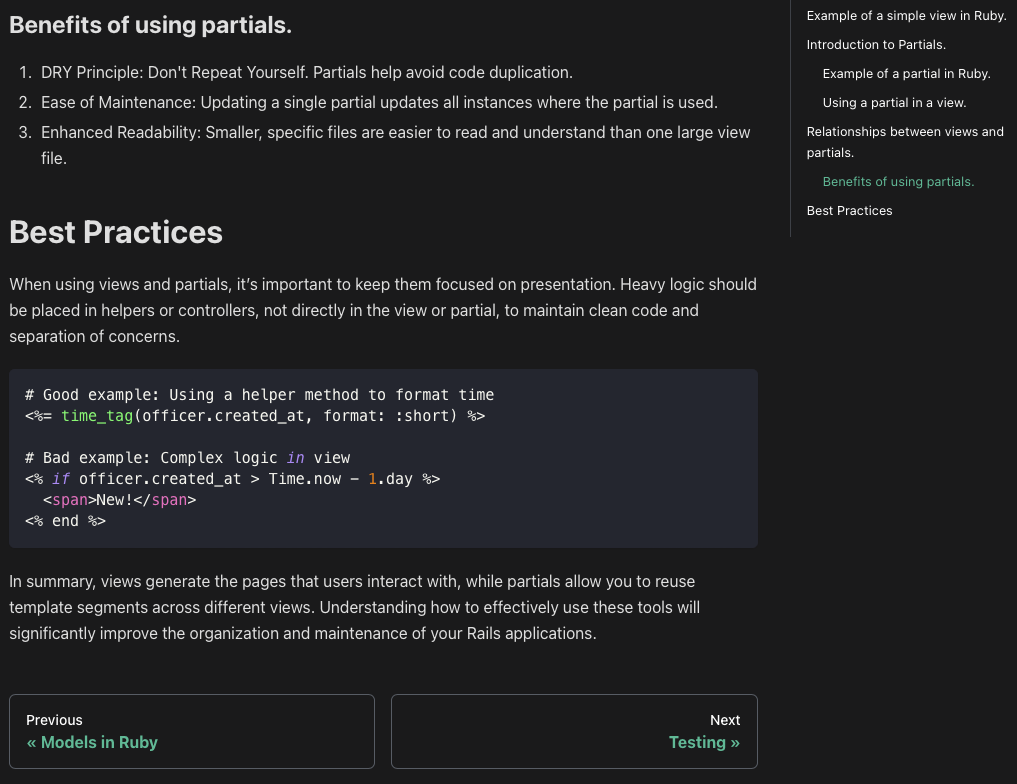 Benefits of using partials.
1. DRY Principle: Don't Repeat Yourself. Partials help avoid code duplication.
2. Ease of Maintenance: Updating a single partial updates all instances where the partial is used.
3. Enhanced Readability: Smaller, specific files are easier to read and understand than one large view
file.
Best Practices
When using views and partials, it’s important to keep them focused on presentation. Heavy logic should
be placed in helpers or controllers, not directly in the view or partial, to maintain clean code and
separation of concerns.
# Good example: Using a helper method to format time
<%= time_tag(officer.created_at, format: :short) %>
# Bad example: Complex logic in view
<% if officer.created_at > Time.now - 1.day %>
  <span>New!</span>
<% end %>
In summary, views generate the pages that users interact with, while partials allow you to reuse
template segments across different views. Understanding how to effectively use these tools will
significantly improve the organization and maintenance of your Rails applications.
Previous
« Models in Ruby
Next
Testing »
Example of a simple view in Ruby.
Introduction to Partials.
Example of a partial in Ruby.
Using a partial in a view.
Relationships between views and
partials.
Benefits of using partials.
Best Practices